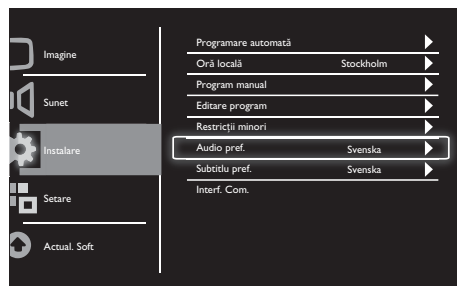 Imagine
Sunet
Instalare
Setare
Actual. Soft
Programare automată
Oră locală Stockholm
Program manual
Editare program
Restricții minori
Audio pref. Svenska
Subtitlu pref. Svenska
Interf. Com.